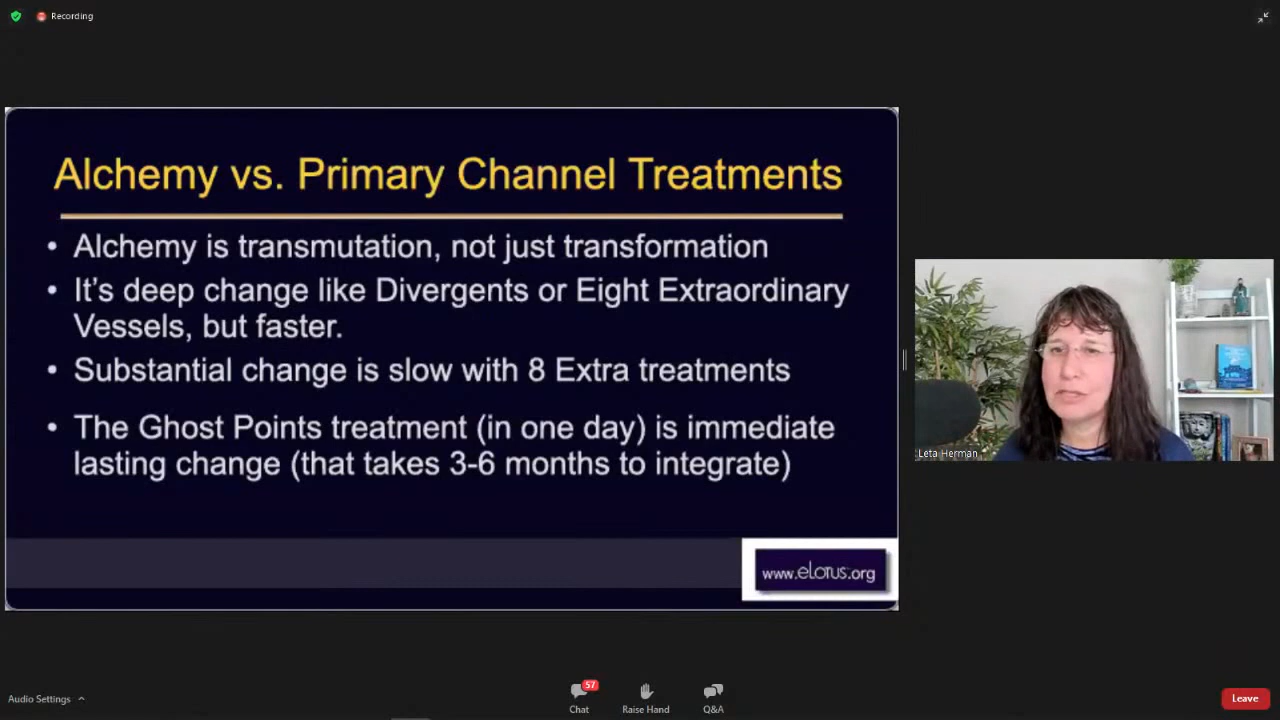 Recording
Alchemy vs. Primary Channel Treatments
• Alchemy is transmutation, not just transformation
• It's deep change like Divergents or Eight Extraordinary
Vessels, but faster.
• Substantial change is slow with 8 Extra treatments
• The Ghost Points treatment (in one day) is immediate
lasting change (that takes 3-6 months to integrate)
www.eLotus.org
Leta Herman
Audio Settings
57
Chat
Raise Hand
Q&A
Leave